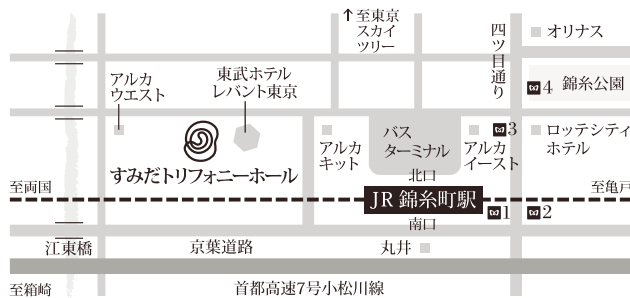 ↑至東京
スカイ
ツリー
四ツ目通り
オリナス
アルカ
ウエスト
東武ホテル
レバント東京
4 錦糸公園
3
バス
ターミナル
アルカ
キット
アルカ
イースト
ロッテシティ
ホテル
すみだトリフォニーホール
北口
至両国
至亀戸
JR 錦糸町駅
1
2
南口
江東橋
京葉道路
丸井
至箱崎
首都高速7号小松川線